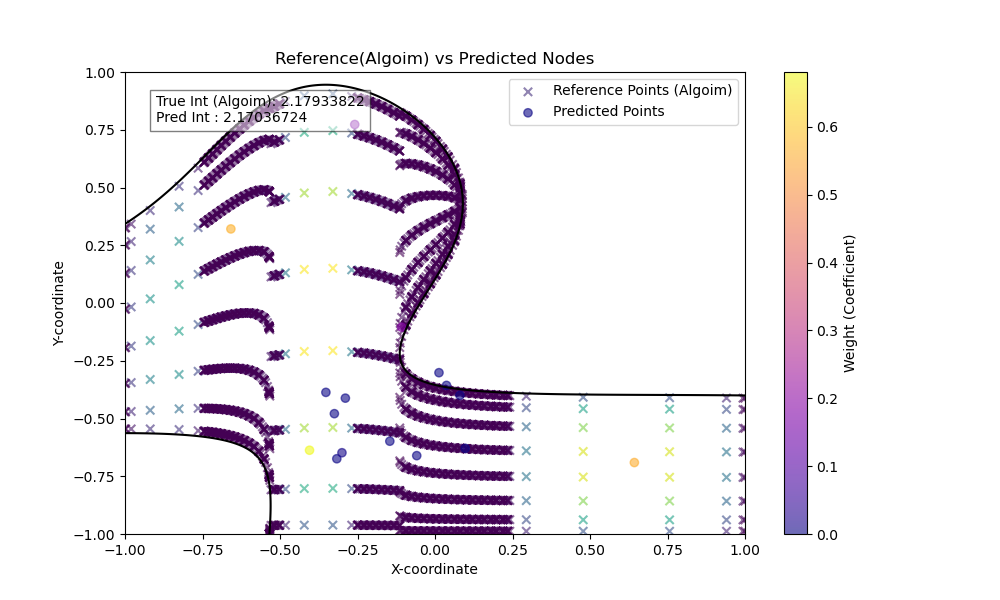 Reference(Algoim) vs Predicted Nodes
True Int (Algoim): 2.17933822
Pred Int : 2.17036724
Reference Points (Algoim)
Predicted Points
1.00
0.75
0.50
0.25
0.00
−0.25
−0.50
−0.75
−1.00
Y-coordinate
−1.00 −0.75 −0.50 −0.25 0.00 0.25 0.50 0.75 1.00
X-coordinate
0.6
0.5
0.4
0.3
0.2
0.1
0.0
Weight (Coefficient)